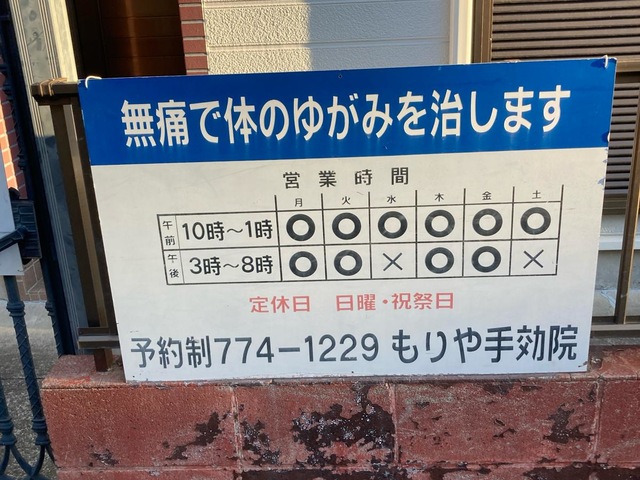 無痛で体のゆがみを治します
営業時間
月 火 水 木 金 土
午前 10時〜1時 ○ ○ ○ ○ ○ ○
午後 3時〜8時 ○ ○ × ○ ○ ×
定休日 日曜・祝祭日
予約制774-1229 もりや手効院